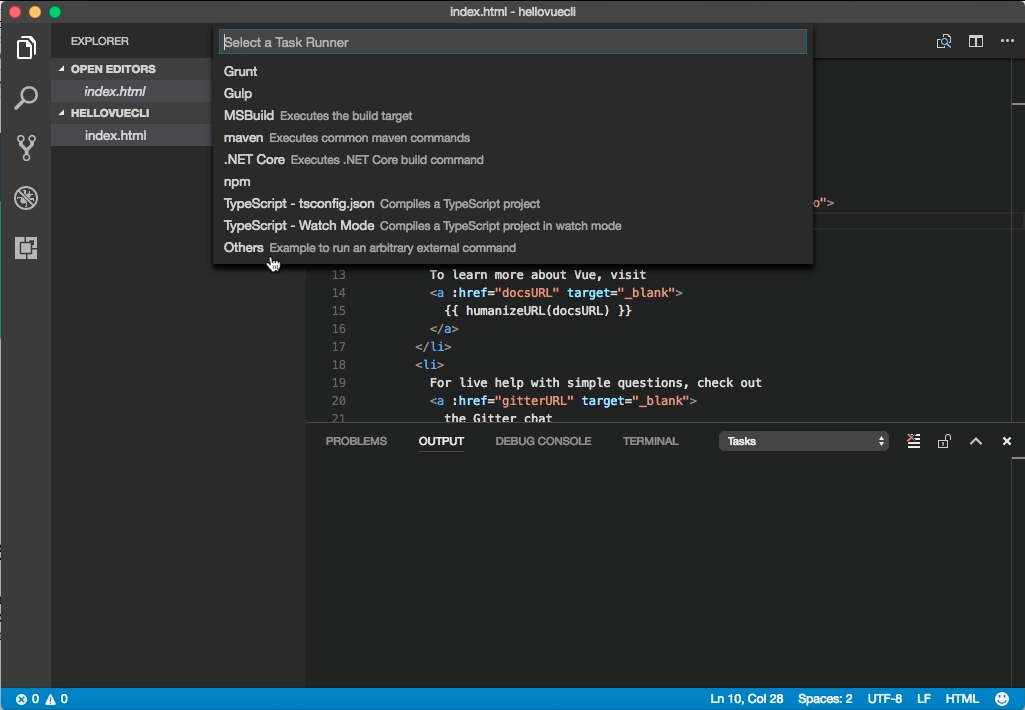 index.html - hellovuecli
EXPLORER
OPEN EDITORS
index.html
HELLOVUECLI
index.html
Select a Task Runner
Grunt
Gulp
MSBuild Executes the build target
maven Executes common maven commands
.NET Core Executes .NET Core build command
npm
TypeScript - tsconfig.json Compiles a TypeScript project
TypeScript - Watch Mode Compiles a TypeScript project in watch mode
Others Example to run an arbitrary external command
o">
13 To learn more about Vue, visit
14 <a :href="docsURL" target="_blank">
15 {{ humanizeURL(docsURL) }}
16 </a>
17 </li>
18 <li>
19 For live help with simple questions, check out
20 <a :href="gitterURL" target="_blank">
21 the Gitter chat
PROBLEMS OUTPUT DEBUG CONSOLE TERMINAL Tasks
0 0 Ln 10, Col 28 Spaces: 2 UTF-8 LF HTML